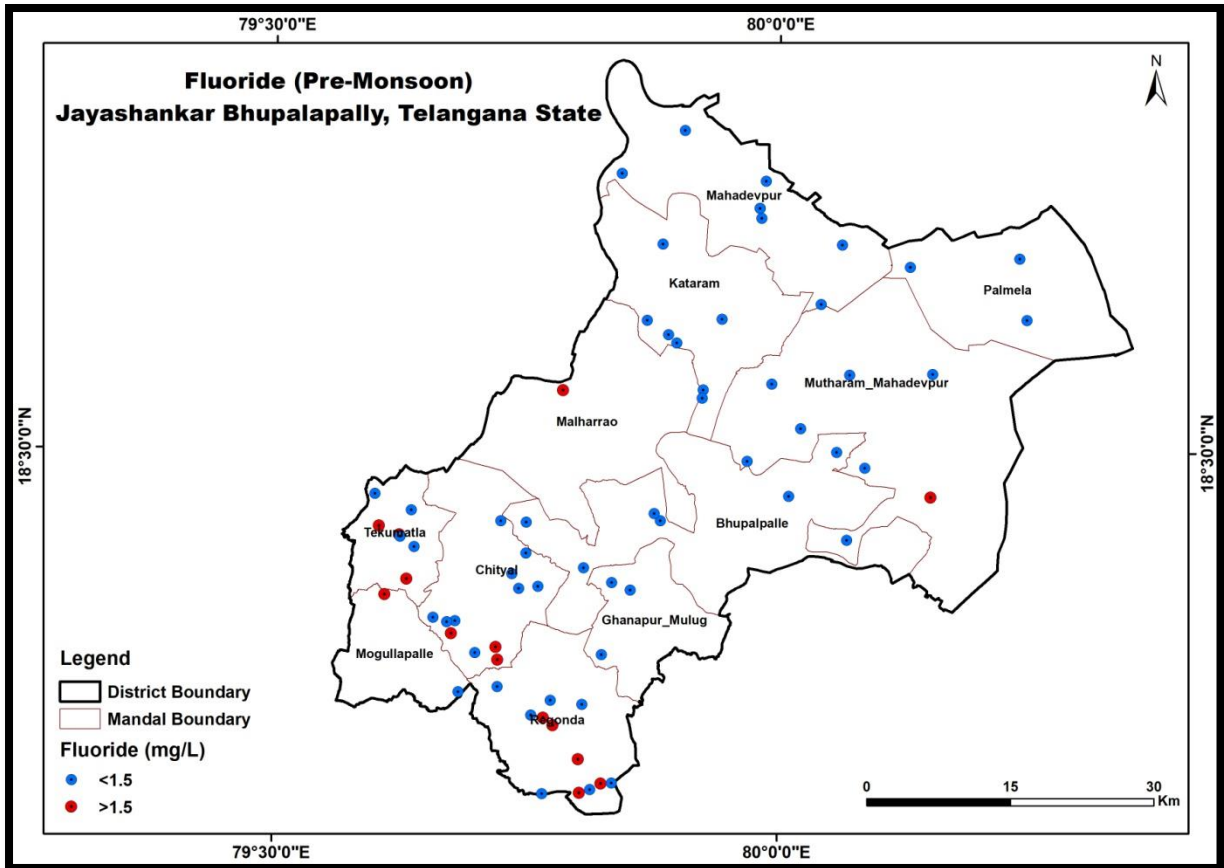 79°30'0"E
80°0'0"E
Fluoride (Pre-Monsoon)
Jayashankar Bhupalapally, Telangana State
N
Mahadevpur
Kataram
Palmela
Mutharam_Mahadevpur
Malharrao
18°30'0"N
18°30'0"N
Bhupalpalle
Tekumatla
Chityal
Ghanapur_Mulug
Mogullapalle
Regonda
Legend
District Boundary
Mandal Boundary
Fluoride (mg/L)
<1.5
>1.5
0 15 30
Km
79°30'0"E
80°0'0"E